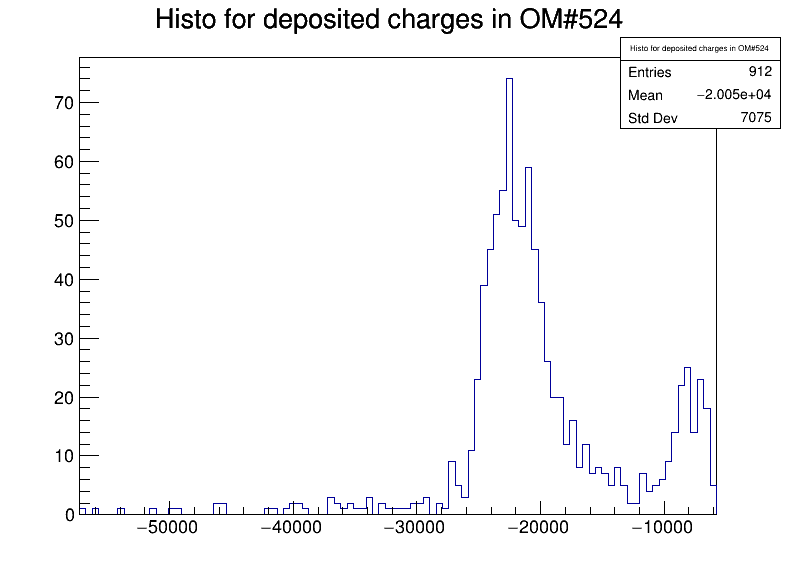 Histo for deposited charges in OM#524
Histo for deposited charges in OM#524
Entries 912
Mean −2.005e+04
Std Dev 7075
70
60
50
40
30
20
10
0
−50000 −40000 −30000 −20000 −10000